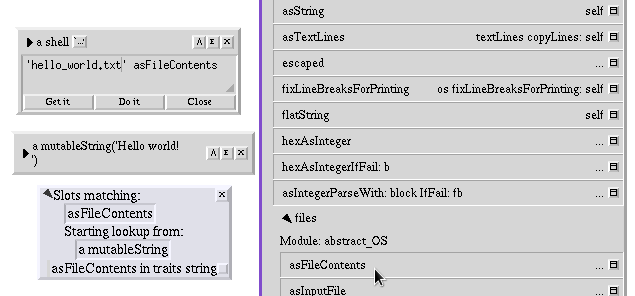 a shell
'hello_world.txt' asFileContents
Get it Do it Close
a mutableString('Hello world!
')
Slots matching:
asFileContents
Starting lookup from:
a mutableString
asFileContents in traits string
asString self
asTextLines textLines copyLines: self
escaped ...
fixLineBreaksForPrinting os fixLineBreaksForPrinting: self
flatString self
hexAsInteger ...
hexAsIntegerIfFail: b ...
asIntegerParseWith: block IfFail: fb ...
files
Module: abstract_OS
asFileContents ...
asInputFile ...